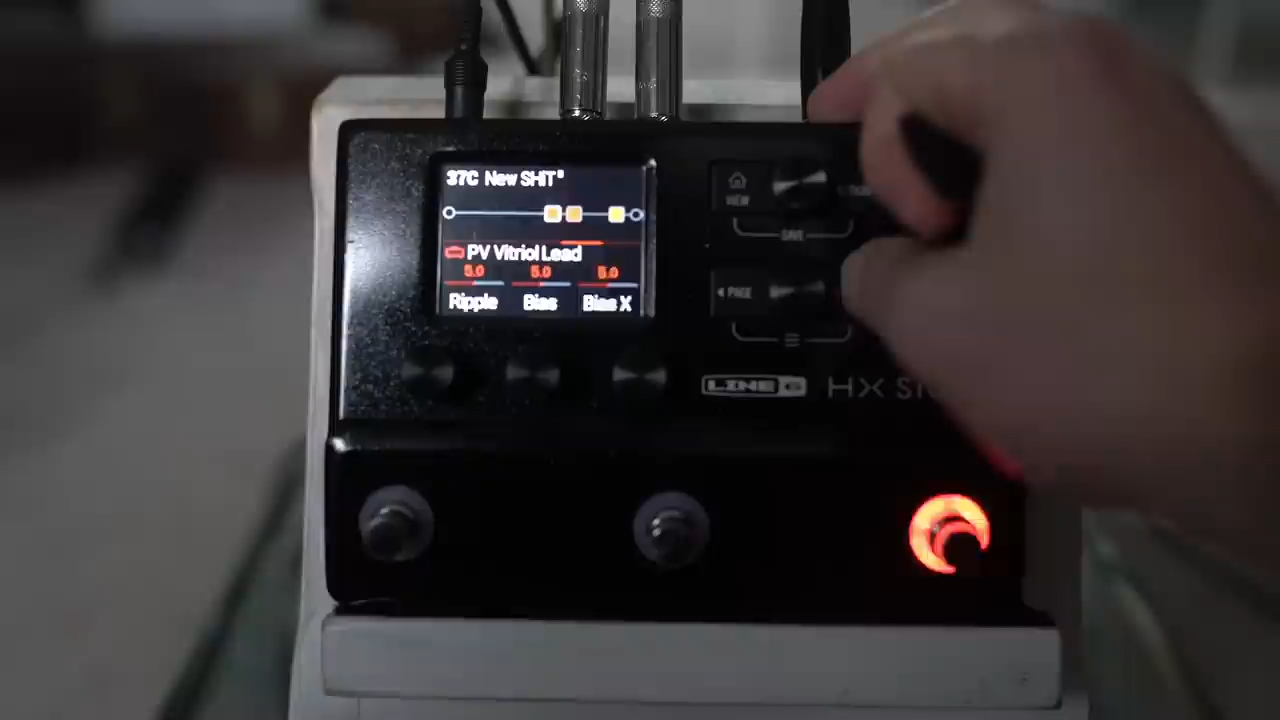 37C New SHIT
PV Vitriol Lead
5.0 5.0 5.0
Ripple Bias Bias X
VIEW
SAVE
PAGE
LINE 6 HX